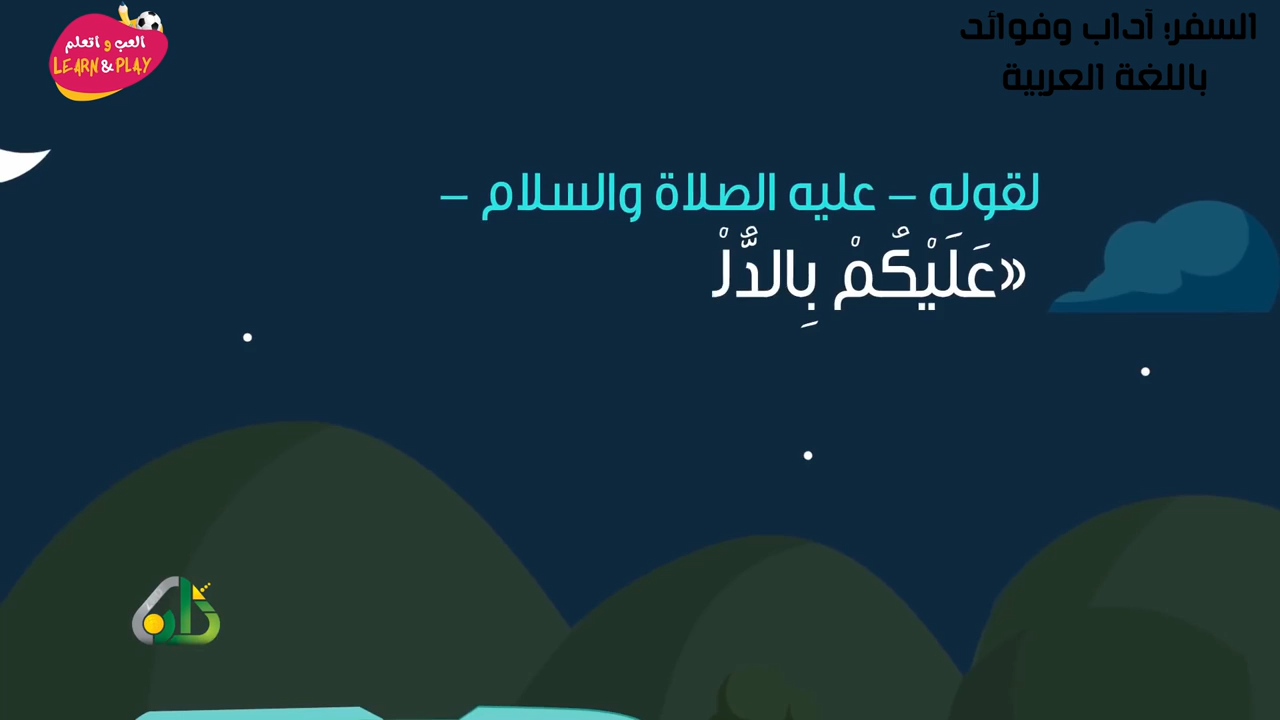 العب و اتعلم
LEARN & PLAY
السفر: آداب وفوائد
باللغة العربية
لقوله – عليه الصلاة والسلام –
«عَلَيْكُمْ بِالدُّلْ